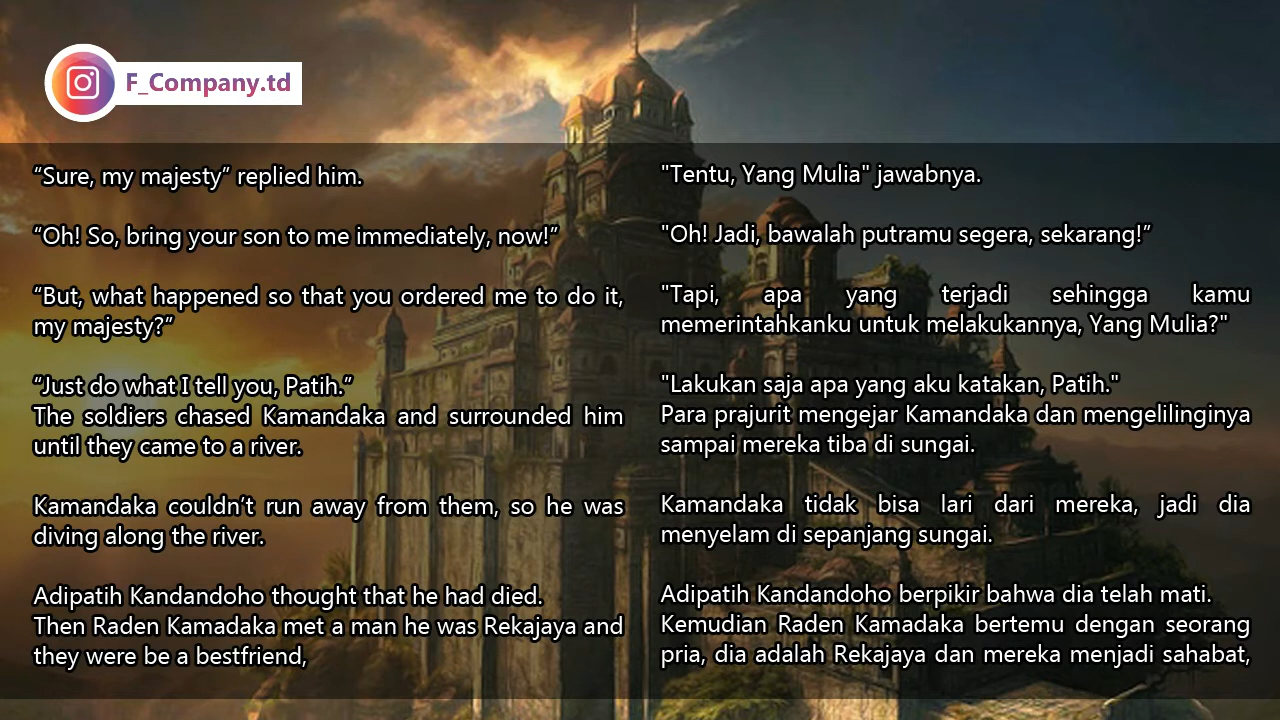 F_Company.td
“Sure, my majesty” replied him.
“Oh! So, bring your son to me immediately, now!”
“But, what happened so that you ordered me to do it,
my majesty?”
“Just do what I tell you, Patih.”
The soldiers chased Kamandaka and surrounded him
until they came to a river.
Kamandaka couldn’t run away from them, so he was
diving along the river.
Adipatih Kandandoho thought that he had died.
Then Raden Kamadaka met a man he was Rekajaya and
they were be a bestfriend,
"Tentu, Yang Mulia" jawabnya.
"Oh! Jadi, bawalah putramu segera, sekarang!”
"Tapi, apa yang terjadi sehingga kamu
memerintahkanku untuk melakukannya, Yang Mulia?"
"Lakukan saja apa yang aku katakan, Patih."
Para prajurit mengejar Kamandaka dan mengelilinginya
sampai mereka tiba di sungai.
Kamandaka tidak bisa lari dari mereka, jadi dia
menyelam di sepanjang sungai.
Adipatih Kandandoho berpikir bahwa dia telah mati.
Kemudian Raden Kamadaka bertemu dengan seorang
pria, dia adalah Rekajaya dan mereka menjadi sahabat,